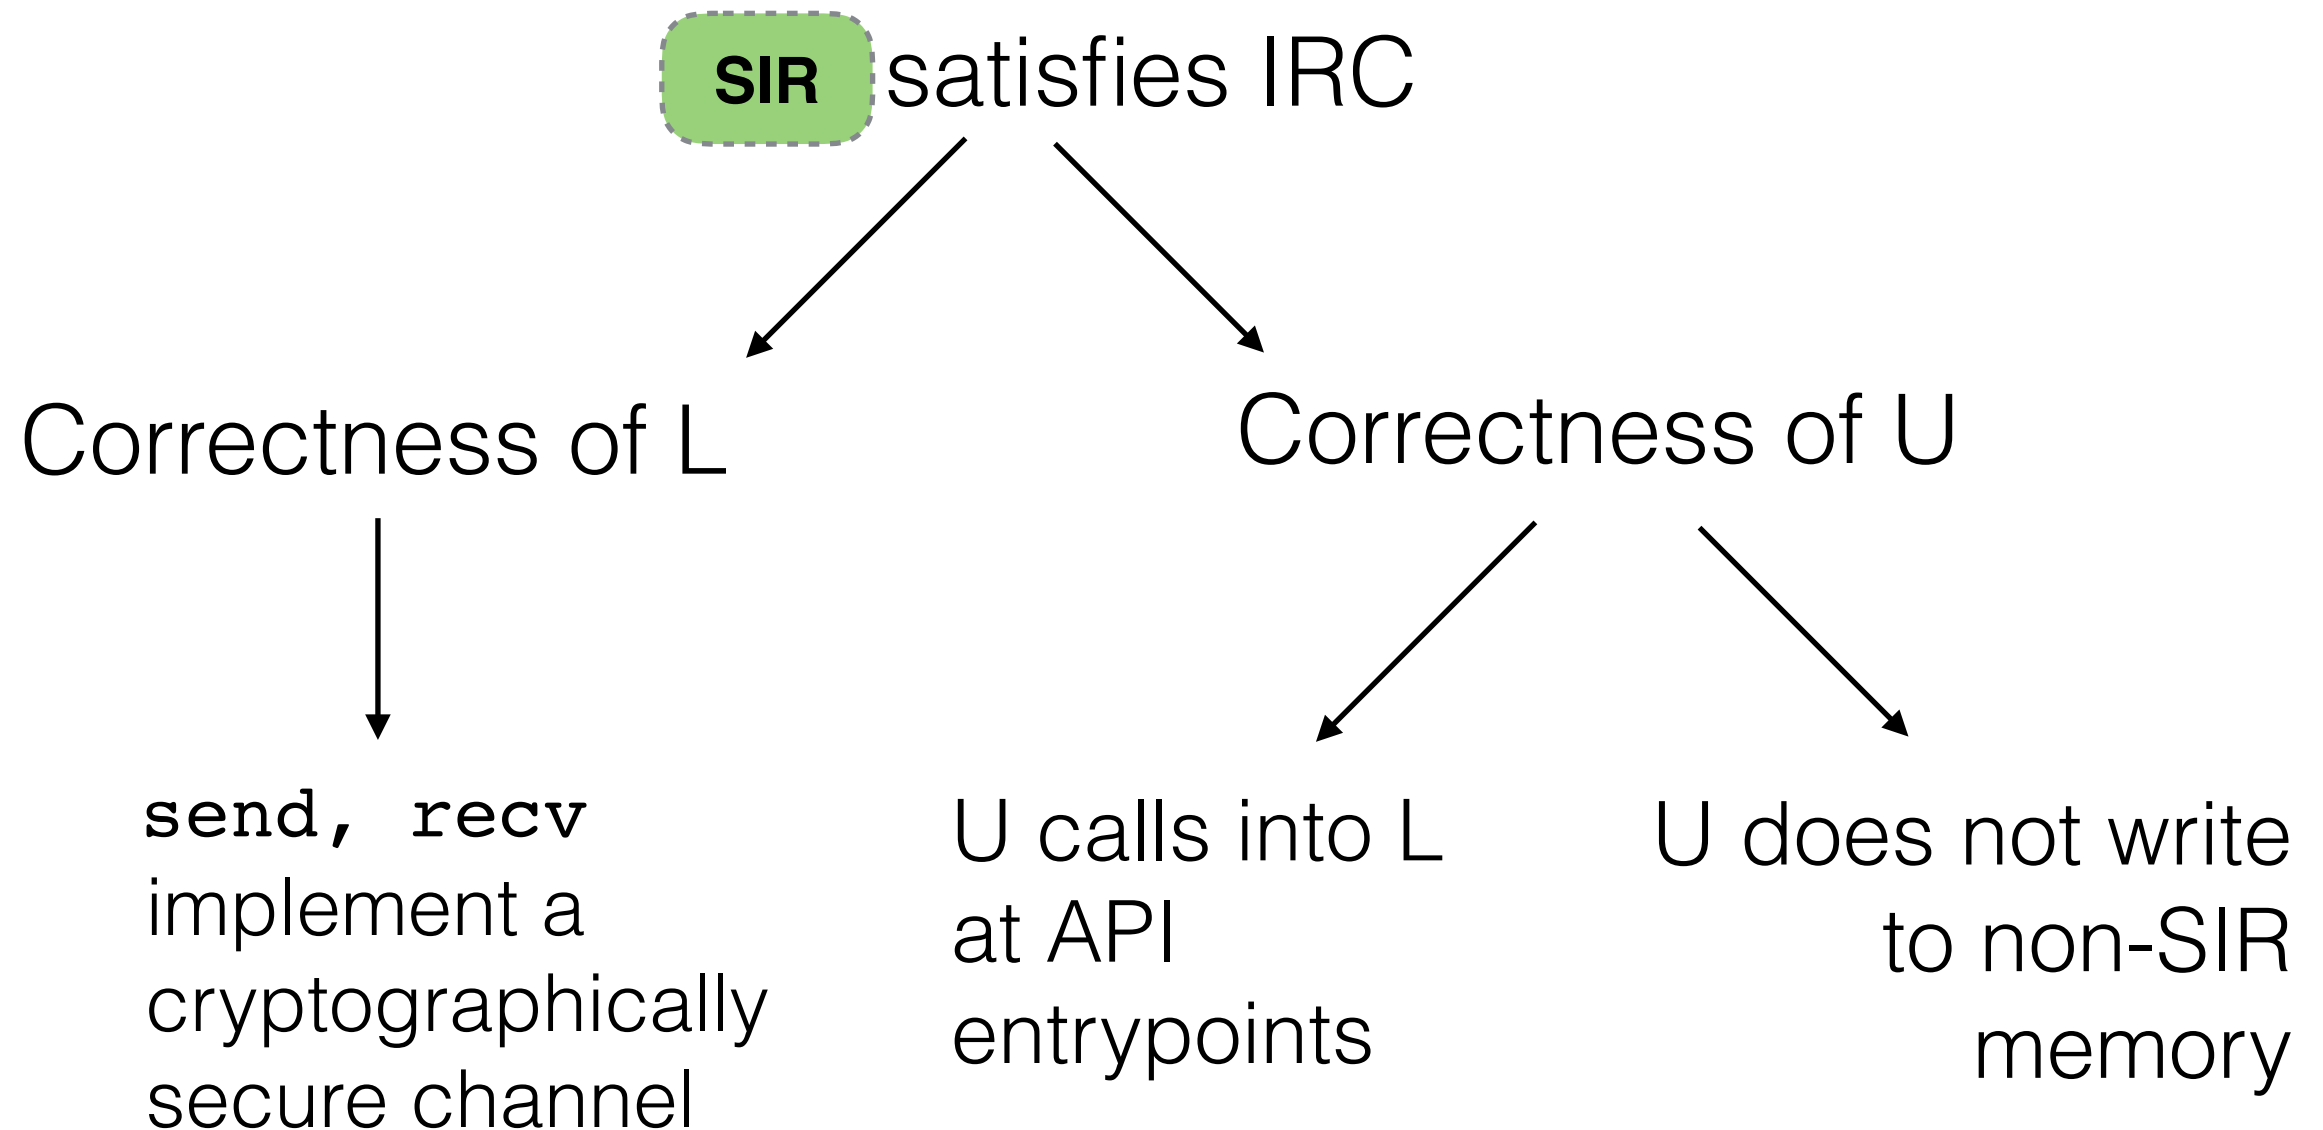 SIR satisfies IRC
Correctness of L
Correctness of U
send, recv
implement a
cryptographically
secure channel
U calls into L
at API
entrypoints
U does not write
to non-SIR
memory